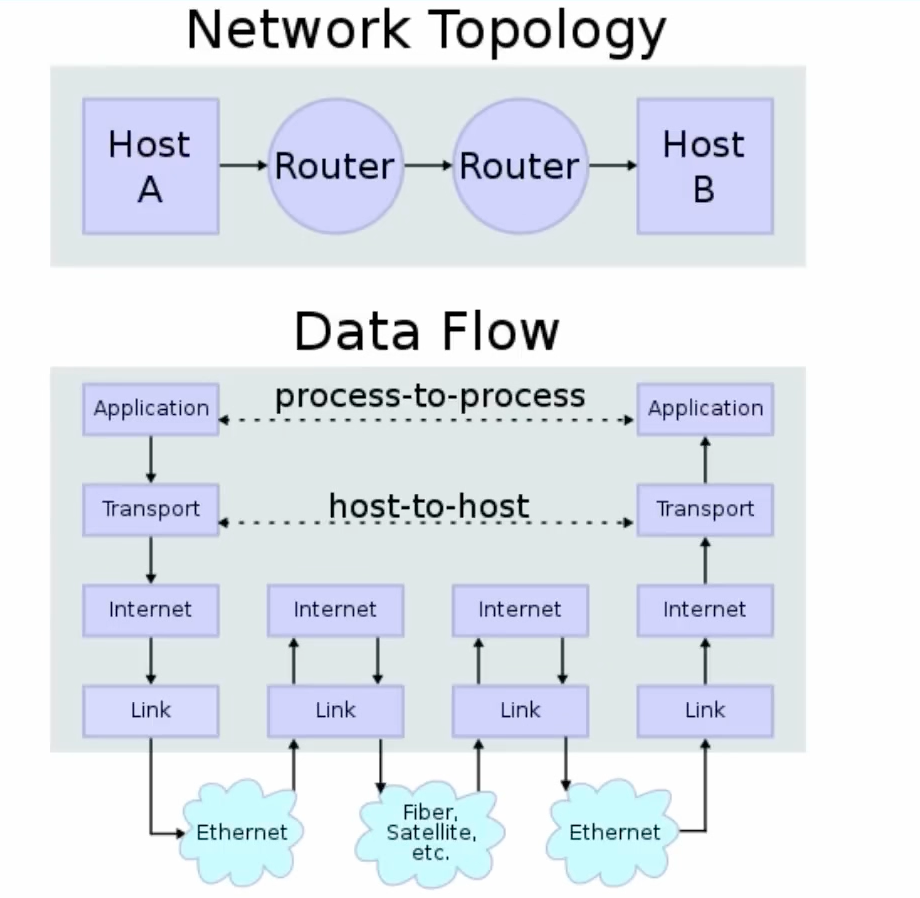 Network Topology
Host
A
Router
Router
Host
B
Data Flow
Application
process-to-process
Application
Transport
host-to-host
Transport
Internet
Internet
Internet
Internet
Link
Link
Link
Link
Ethernet
Fiber,
Satellite,
etc.
Ethernet